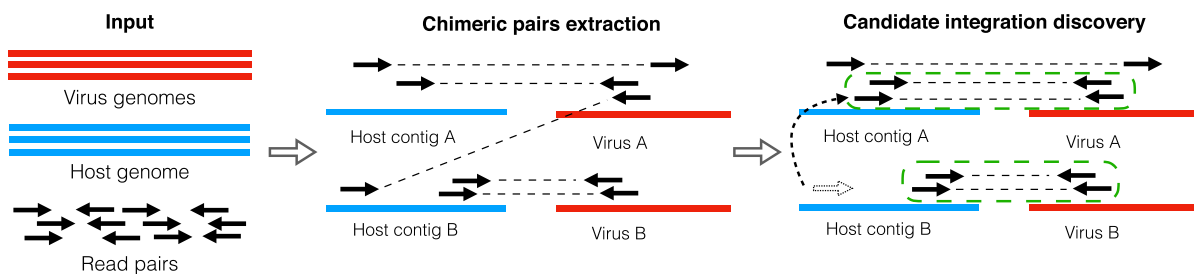 Input
Virus genomes
Host genome
Read pairs
Chimeric pairs extraction
Host contig A
Virus A
Host contig B
Virus B
Candidate integration discovery
Host contig A
Virus A
Host contig B
Virus B